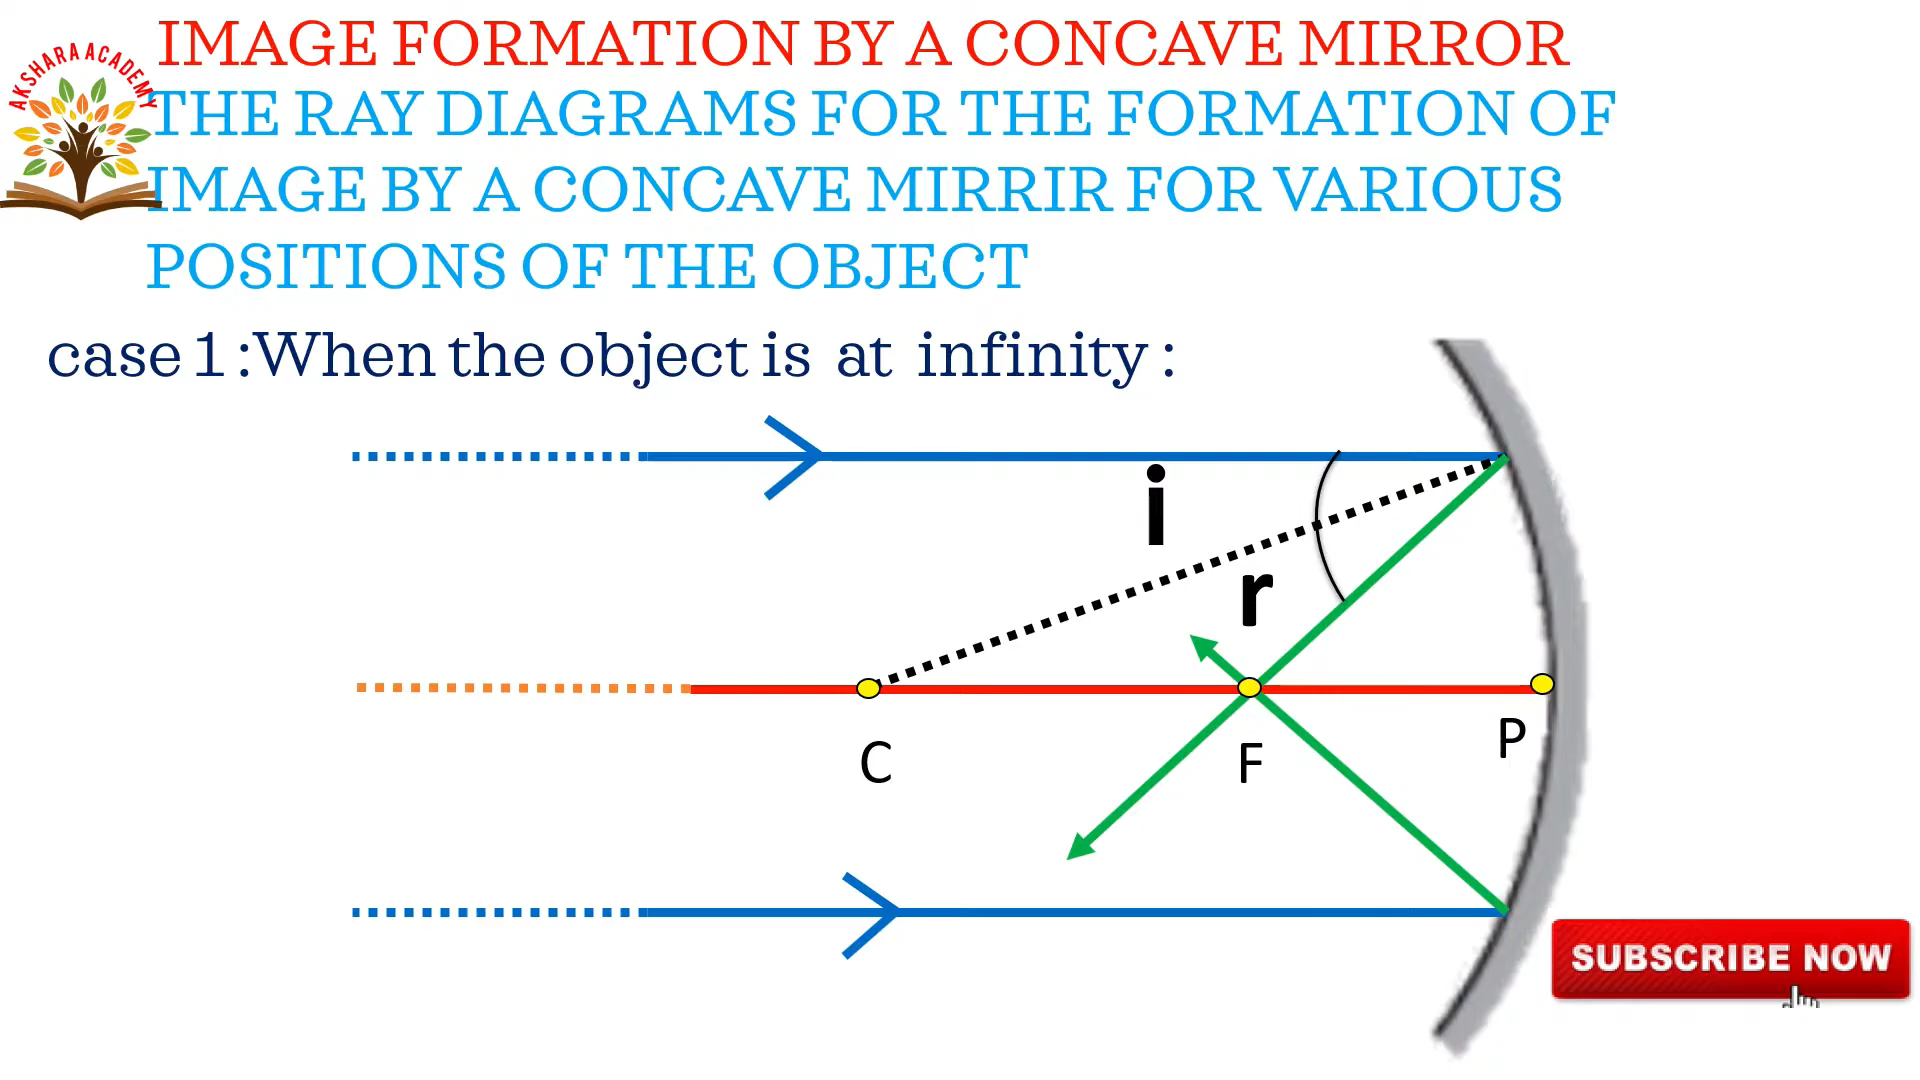 AKSHARA ACADEMY
IMAGE FORMATION BY A CONCAVE MIRROR
THE RAY DIAGRAMS FOR THE FORMATION OF
IMAGE BY A CONCAVE MIRRIR FOR VARIOUS
POSITIONS OF THE OBJECT
case 1 :When the object is at infinity :
i
r
C
F
P
SUBSCRIBE NOW